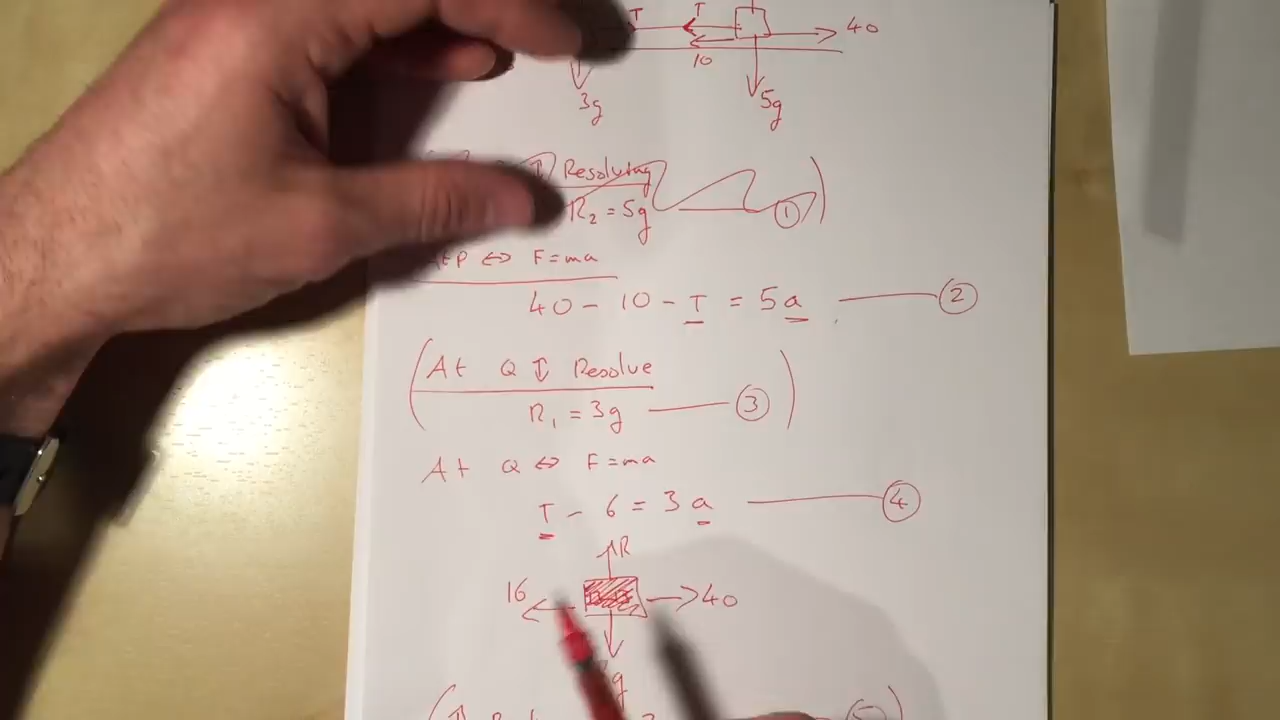 T T 40
10
3g 5g
Resolving
R₂ = 5g ①
At P ⇔ F = ma
40 - 10 - T = 5a ②
(At Q ↕ Resolve
R₁ = 3g ③)
At Q ⇔ F = ma
T - 6 = 3a ④
R
16 40
g